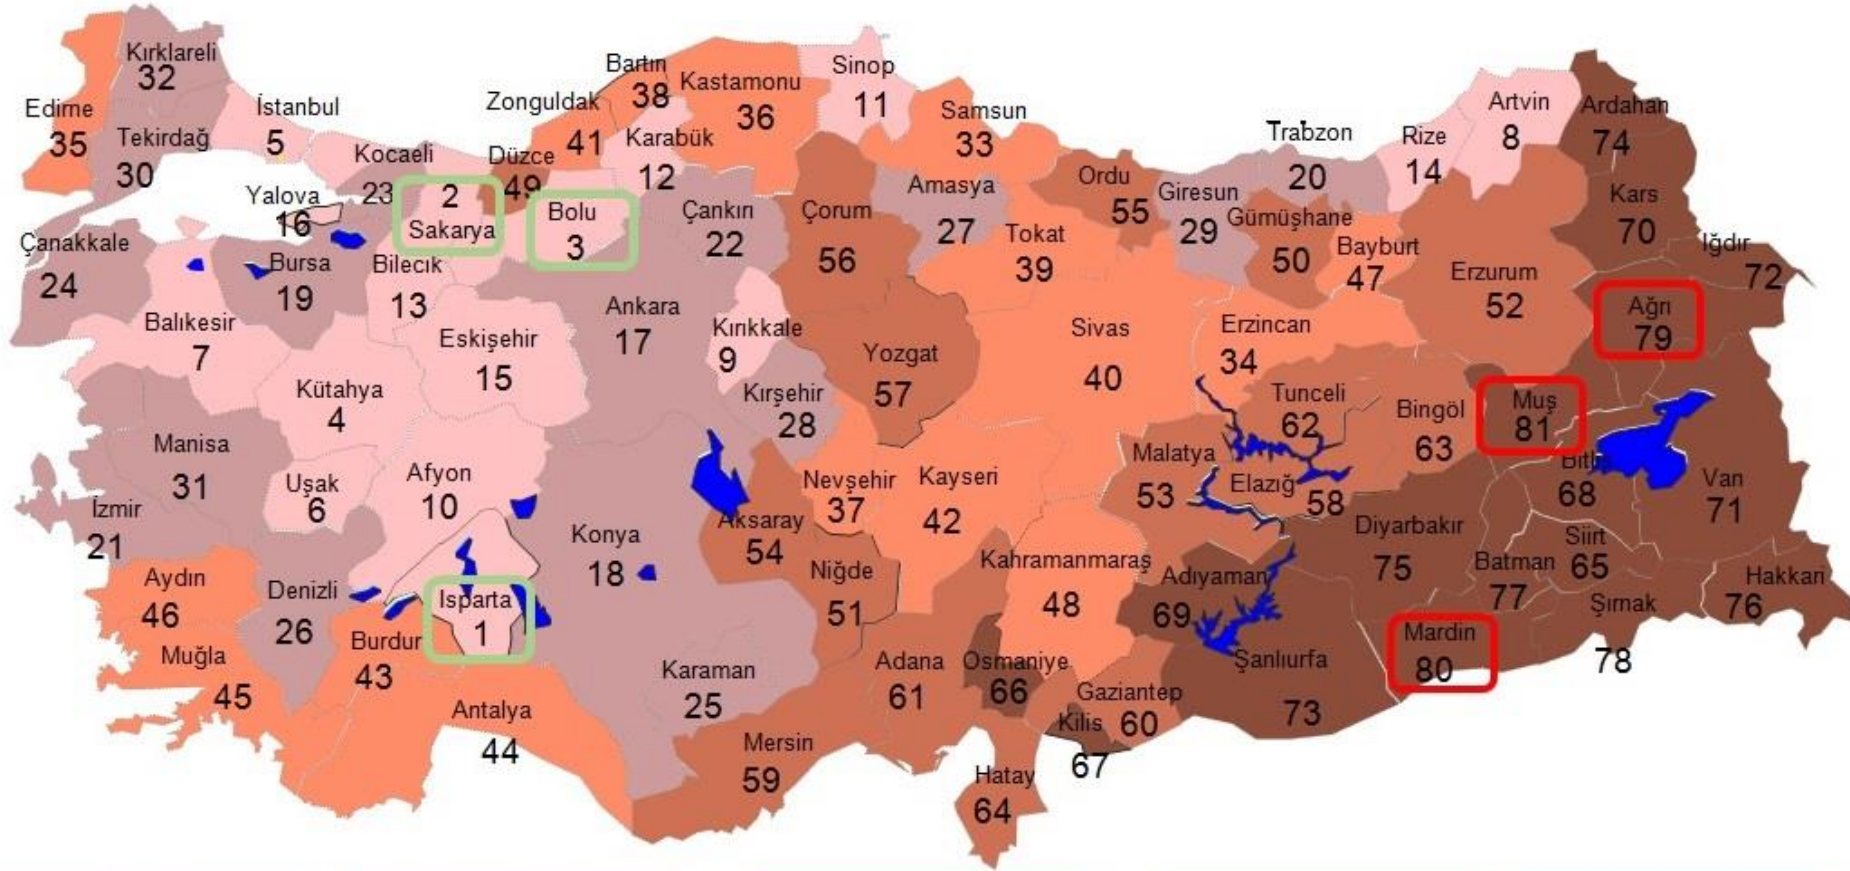 Kırklareli
32
Edirne
35
Tekirdağ
30
İstanbul
5
Kocaeli
23
Yalova
16
Çanakkale
24
2
Sakarya
Düzce
49
Zonguldak
41
Bartın
38
Kastamonu
36
Karabük
12
Bolu
3
Sinop
11
Samsun
33
Çankırı
22
Çorum
56
Amasya
27
Tokat
39
Ordu
55
Giresun
29
Trabzon
20
Gümüşhane
50
Rize
14
Artvin
8
Ardahan
74
Kars
70
Iğdır
72
Bayburt
47
Erzurum
52
Ağrı
79
Bursa
19
Bilecik
13
Balıkesir
7
Eskişehir
15
Kütahya
4
Ankara
17
Kırıkkale
9
Kırşehir
28
Yozgat
57
Sivas
40
Erzincan
34
Tunceli
62
Bingöl
63
Muş
81
Bitlis
68
Van
71
Manisa
31
İzmir
21
Uşak
6
Afyon
10
Konya
18
Aksaray
54
Nevşehir
37
Kayseri
42
Malatya
53
Elazığ
58
Diyarbakır
75
Batman
77
Siirt
65
Şırnak
78
Hakkari
76
Aydın
46
Denizli
26
Muğla
45
Burdur
43
Isparta
1
Antalya
44
Karaman
25
Niğde
51
Mersin
59
Adana
61
Osmaniye
66
Kahramanmaraş
48
Adıyaman
69
Gaziantep
60
Kilis
67
Hatay
64
Şanlıurfa
73
Mardin
80